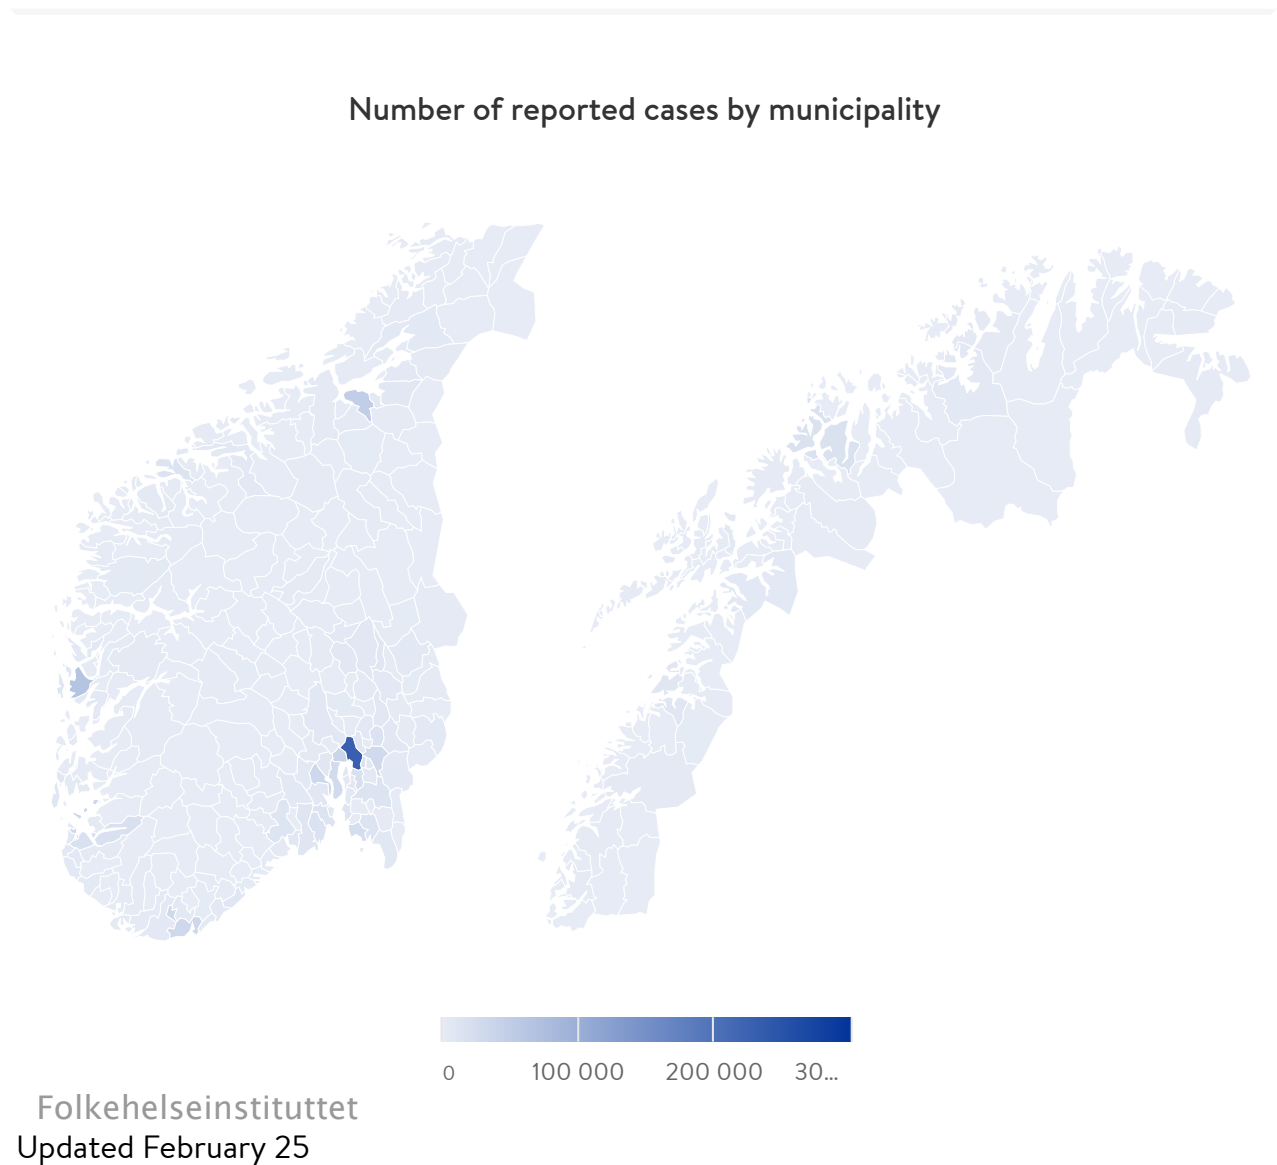 Number of reported cases by municipality
0 100 000 200 000 30...
Folkehelseinstituttet
Updated February 25